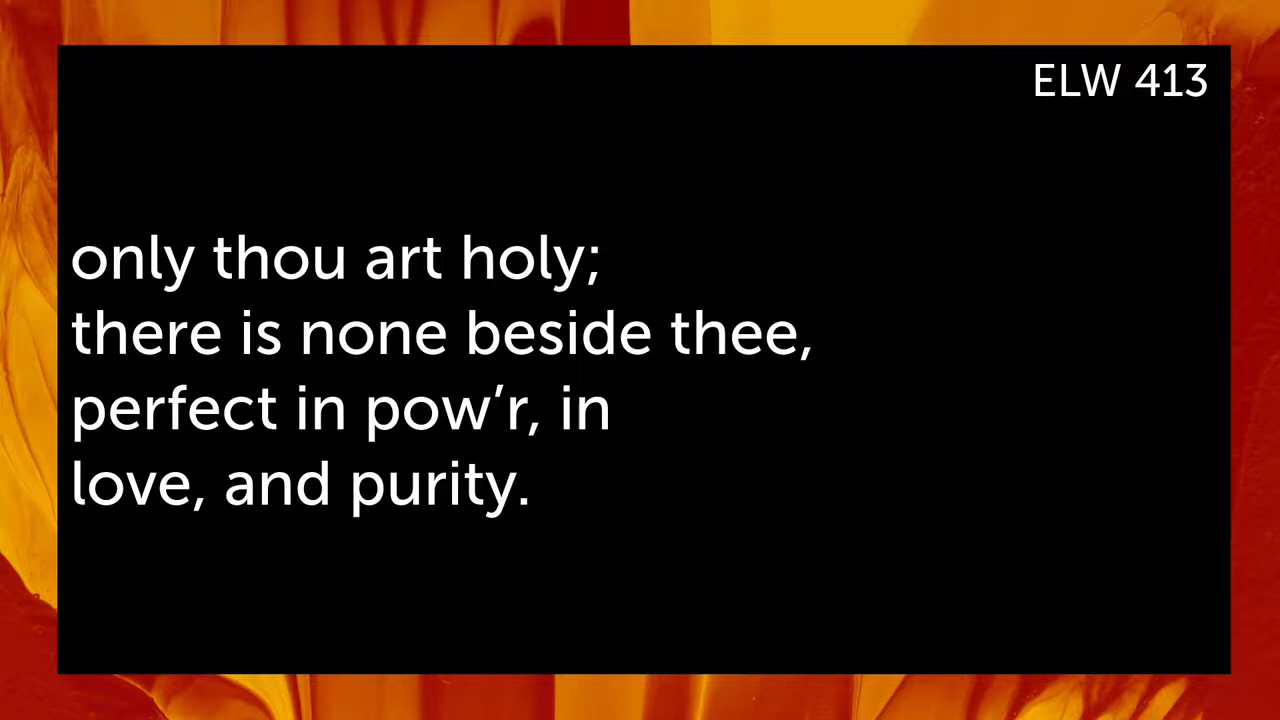 ELW 413
only thou art holy;
there is none beside thee,
perfect in pow’r, in
love, and purity.